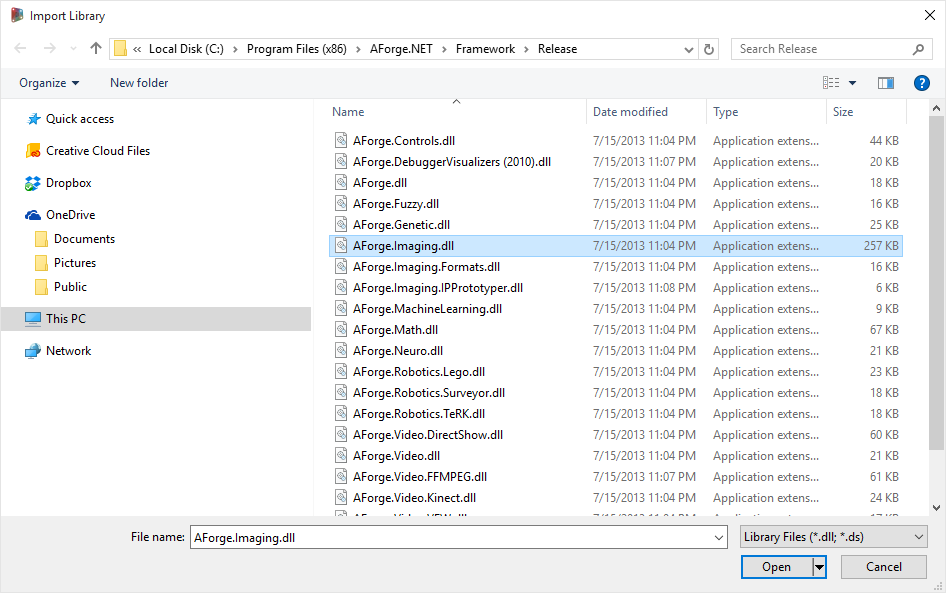 Import Library
« Local Disk (C:) › Program Files (x86) › AForge.NET › Framework › Release
Search Release
Organize New folder ?
Quick access
Creative Cloud Files
Dropbox
OneDrive
Documents
Pictures
Public
This PC
Network
Name Date modified Type Size
AForge.Controls.dll 7/15/2013 11:04 PM Application extens... 44 KB
AForge.DebuggerVisualizers (2010).dll 7/15/2013 11:07 PM Application extens... 20 KB
AForge.dll 7/15/2013 11:04 PM Application extens... 18 KB
AForge.Fuzzy.dll 7/15/2013 11:04 PM Application extens... 16 KB
AForge.Genetic.dll 7/15/2013 11:04 PM Application extens... 25 KB
AForge.Imaging.dll 7/15/2013 11:04 PM Application extens... 257 KB
AForge.Imaging.Formats.dll 7/15/2013 11:04 PM Application extens... 16 KB
AForge.Imaging.IPPrototyper.dll 7/15/2013 11:08 PM Application extens... 6 KB
AForge.MachineLearning.dll 7/15/2013 11:04 PM Application extens... 9 KB
AForge.Math.dll 7/15/2013 11:04 PM Application extens... 67 KB
AForge.Neuro.dll 7/15/2013 11:04 PM Application extens... 21 KB
AForge.Robotics.Lego.dll 7/15/2013 11:04 PM Application extens... 23 KB
AForge.Robotics.Surveyor.dll 7/15/2013 11:04 PM Application extens... 18 KB
AForge.Robotics.TeRK.dll 7/15/2013 11:04 PM Application extens... 18 KB
AForge.Video.DirectShow.dll 7/15/2013 11:04 PM Application extens... 60 KB
AForge.Video.dll 7/15/2013 11:04 PM Application extens... 21 KB
AForge.Video.FFMPEG.dll 7/15/2013 11:07 PM Application extens... 61 KB
AForge.Video.Kinect.dll 7/15/2013 11:04 PM Application extens... 24 KB
File name: AForge.Imaging.dll Library Files (*.dll; *.ds)
Open Cancel